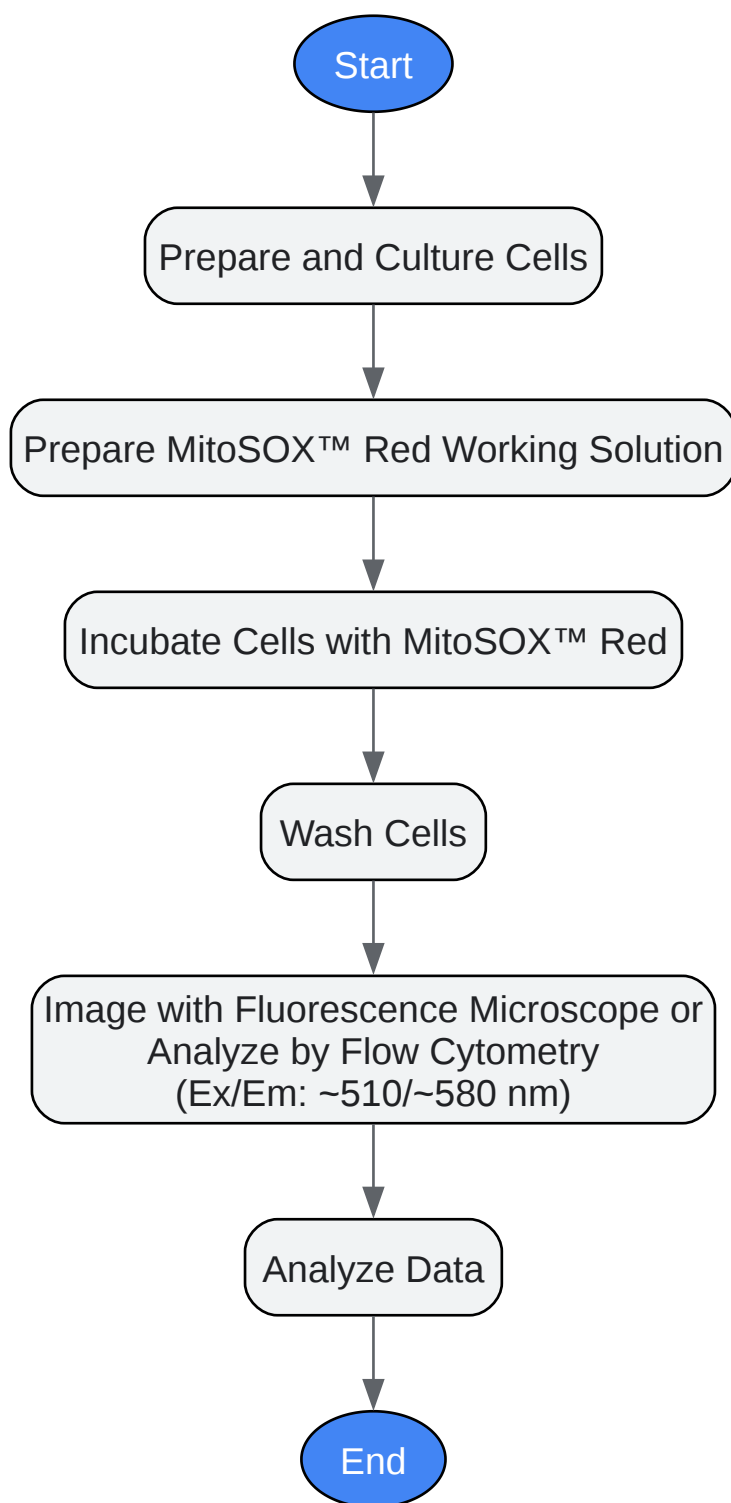 Start
Prepare and Culture Cells
Prepare MitoSOX™ Red Working Solution
Incubate Cells with MitoSOX™ Red
Wash Cells
Image with Fluorescence Microscope or
Analyze by Flow Cytometry
(Ex/Em: ~510/~580 nm)
Analyze Data
End